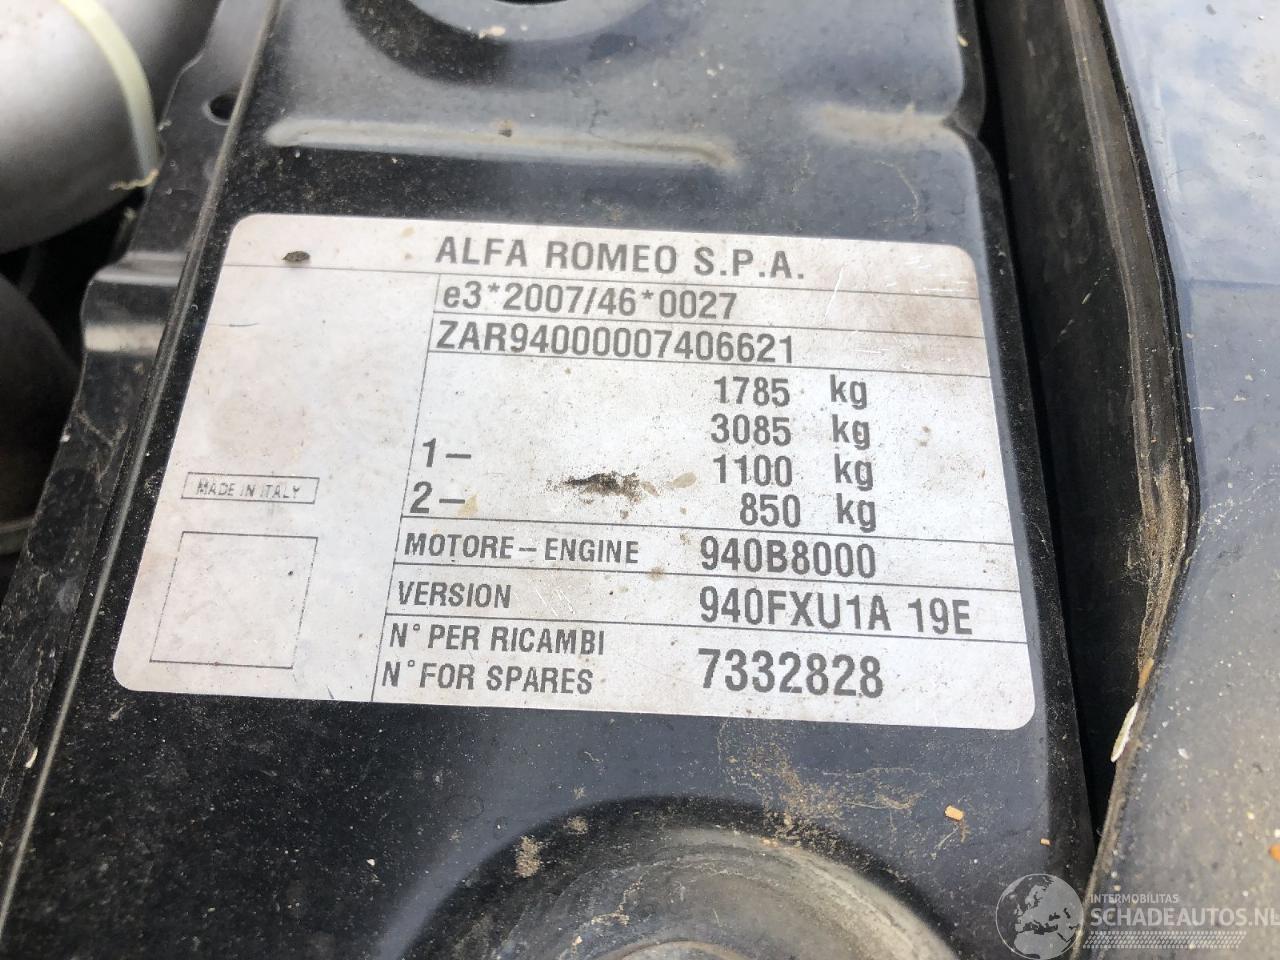 ALFA ROMEO S.P.A.
e3*2007/46*0027
ZAR94000007406621
1785 kg
3085 kg
1– 1100 kg
2– 850 kg
MADE IN ITALY
MOTORE – ENGINE 940B8000
VERSION 940FXU1A 19E
N° PER RICAMBI
N° FOR SPARES 7332828
INTERMOBILITAS
SCHADEAUTOS.NL